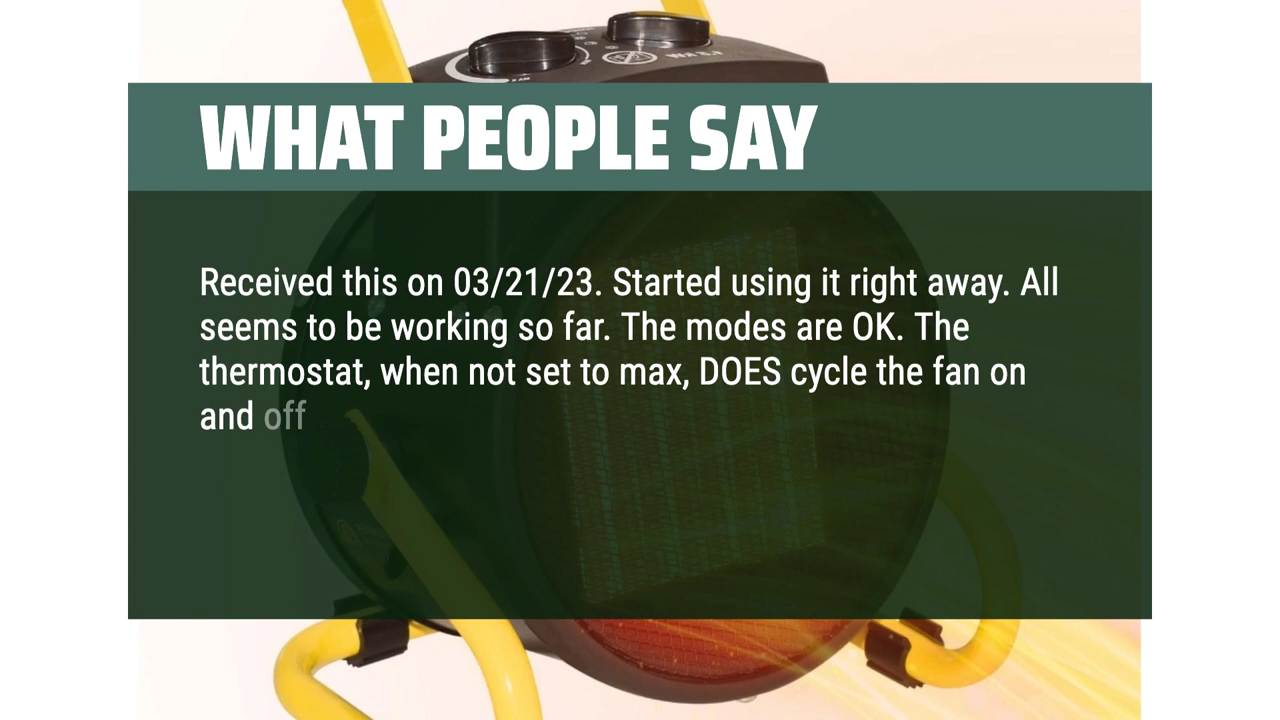 WHAT PEOPLE SAY
Received this on 03/21/23. Started using it right away. All
seems to be working so far. The modes are OK. The
thermostat, when not set to max, DOES cycle the fan on
and off